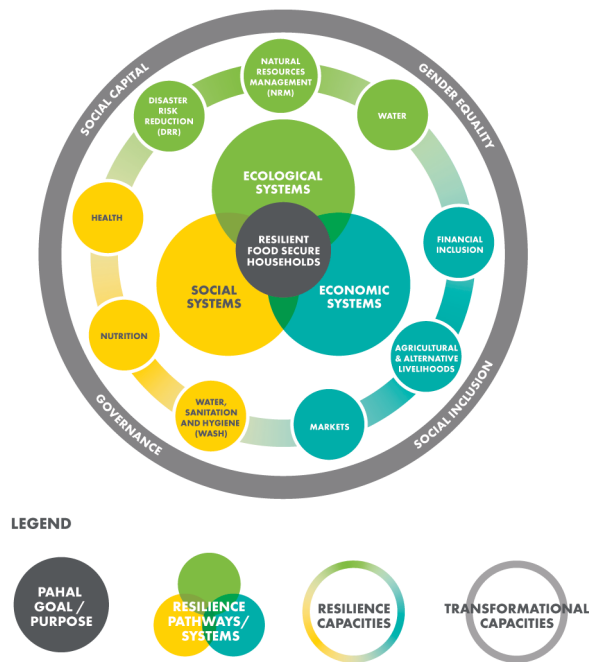 SOCIAL CAPITAL
GENDER EQUALITY
NATURAL
RESOURCES
MANAGEMENT
(NRM)
DISASTER
RISK
REDUCTION
(DRR)
WATER
ECOLOGICAL
SYSTEMS
HEALTH
FINANCIAL
INCLUSION
RESILIENT
FOOD SECURE
HOUSEHOLDS
SOCIAL
SYSTEMS
ECONOMIC
SYSTEMS
NUTRITION
AGRICULTURAL
& ALTERNATIVE
LIVELIHOODS
WATER,
SANITATION
AND HYGIENE
(WASH)
MARKETS
GOVERNANCE
SOCIAL INCLUSION
LEGEND
PAHAL
GOAL /
PURPOSE
RESILIENCE
PATHWAYS/
SYSTEMS
RESILIENCE
CAPACITIES
TRANSFORMATIONAL
CAPACITIES